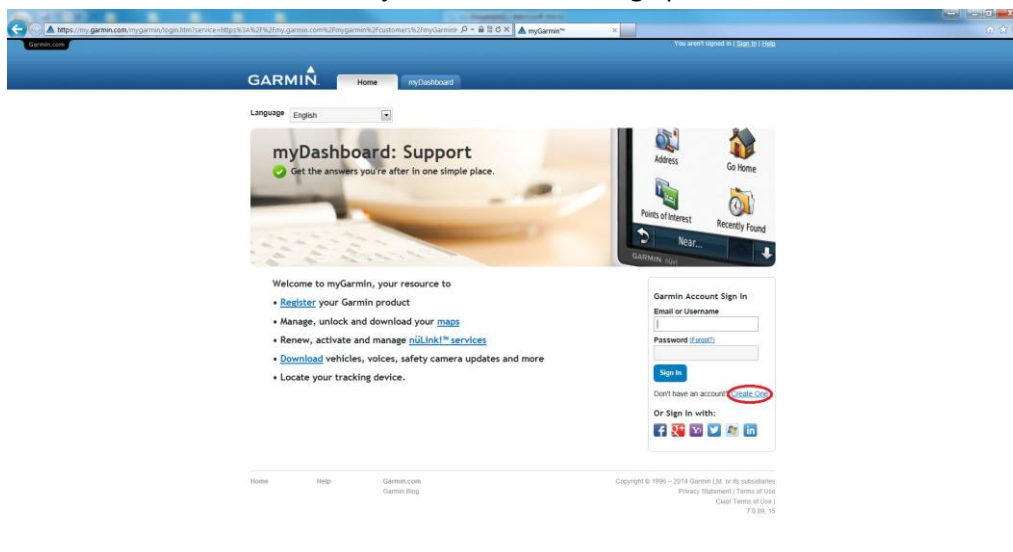 https://my.garmin.com/mygarmin/login.htm?service=https%3A%2F%2Fmy.garmin.com%2Fmygarmin%2Fcustomers%2FmyGarmin
myGarmin™
Garmin.com
You aren't signed in | Sign In | Help
GARMIN.
Home
myDashboard
Language English
myDashboard: Support
Get the answers you're after in one simple place.
Address
Go Home
Points of Interest
Recently Found
Near...
GARMIN nüvi
Welcome to myGarmin, your resource to
• Register your Garmin product
• Manage, unlock and download your maps
• Renew, activate and manage nüLink!™ services
• Download vehicles, voices, safety camera updates and more
• Locate your tracking device.
Garmin Account Sign In
Email or Username
Password (Forgot?)
Sign In
Don't have an account? Create One
Or Sign In with:
Home
Help
Garmin.com
Garmin Blog
Copyright © 1996 – 2014 Garmin Ltd. or its subsidiaries
Privacy Statement | Terms of Use
Ciao! Terms of Use |
7.9.89, 15